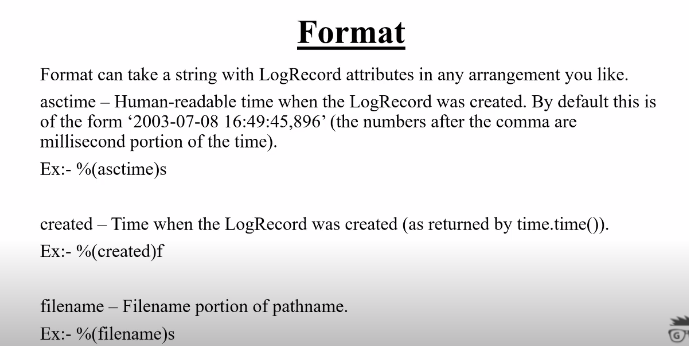 Format
Format can take a string with LogRecord attributes in any arrangement you like.
asctime – Human-readable time when the LogRecord was created. By default this is
of the form ‘2003-07-08 16:49:45,896’ (the numbers after the comma are
millisecond portion of the time).
Ex:- %(asctime)s
created – Time when the LogRecord was created (as returned by time.time()).
Ex:- %(created)f
filename – Filename portion of pathname.
Ex:- %(filename)s
G